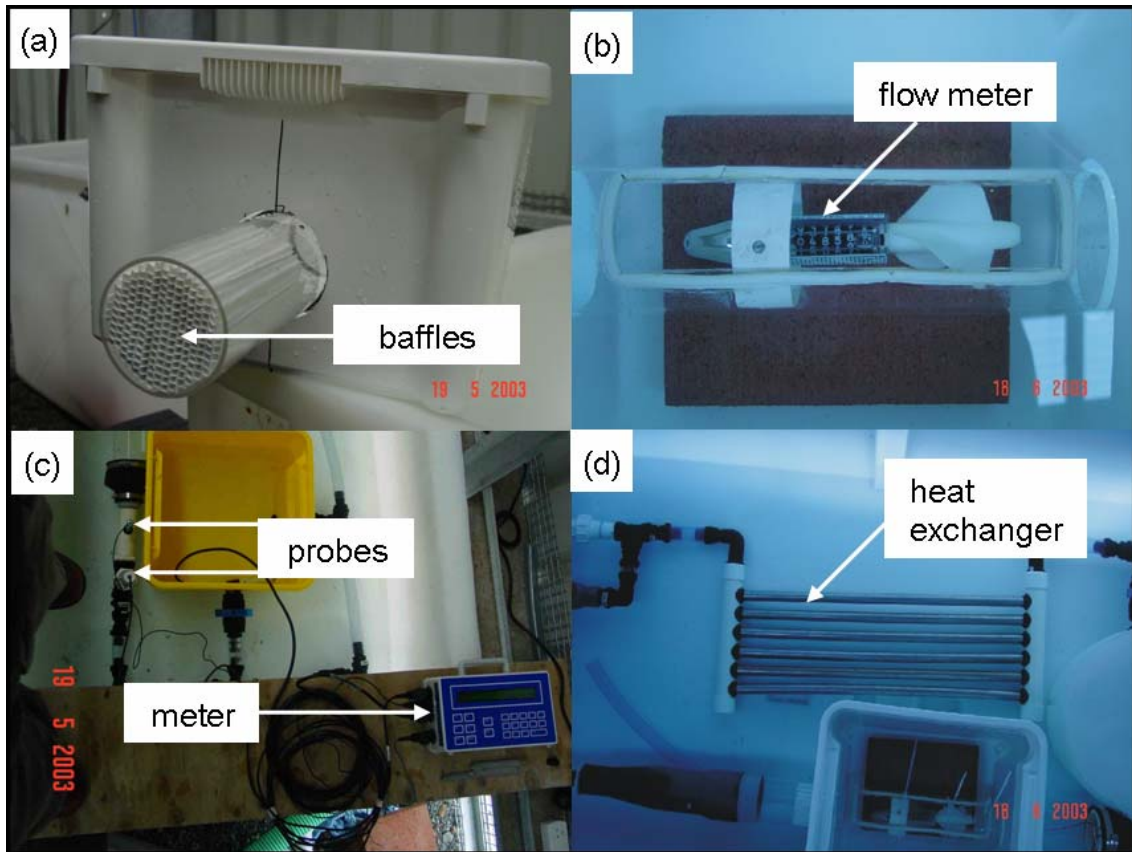 (a)
baffles
19 5 2003
(b)
flow meter
18 6 2003
(c)
probes
meter
19 5 2003
(d)
heat
exchanger
18 6 2003